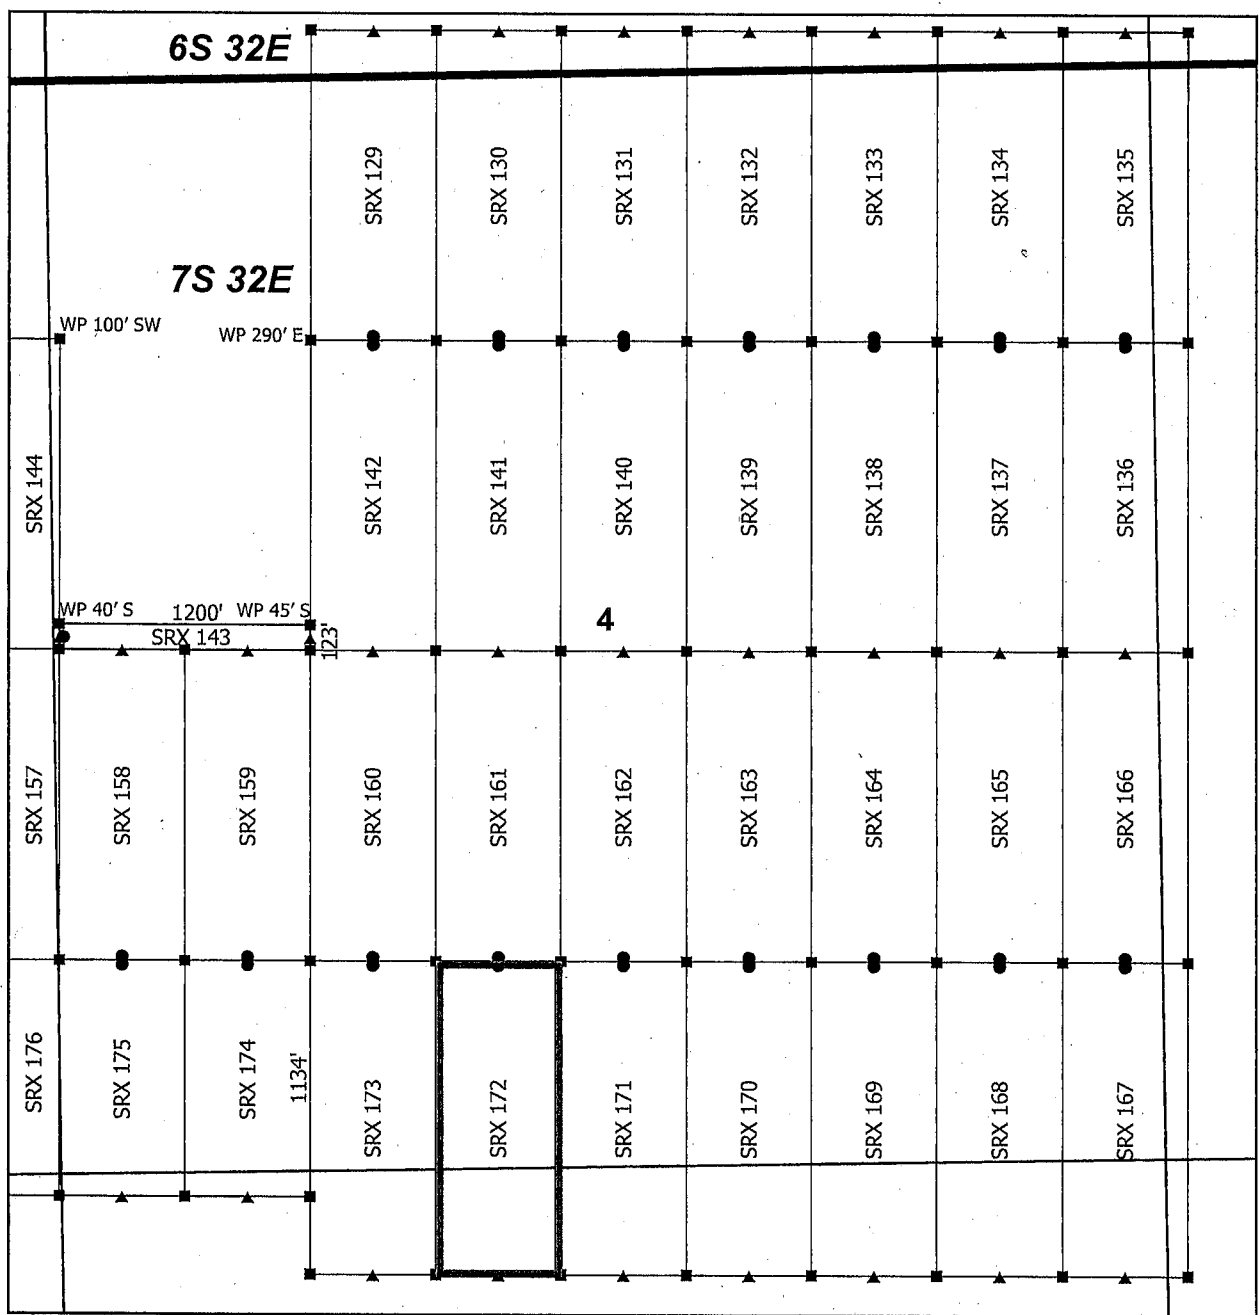 6S 32E
SRX 129
SRX 130
SRX 131
SRX 132
SRX 133
SRX 134
SRX 135
7S 32E
WP 100' SW
WP 290' E
SRX 144
SRX 142
SRX 141
SRX 140
SRX 139
SRX 138
SRX 137
SRX 136
WP 40' S
1200'
WP 45' S
4
SRX 143
123'
SRX 157
SRX 158
SRX 159
SRX 160
SRX 161
SRX 162
SRX 163
SRX 164
SRX 165
SRX 166
SRX 176
SRX 175
SRX 174
1134'
SRX 173
SRX 172
SRX 171
SRX 170
SRX 169
SRX 168
SRX 167